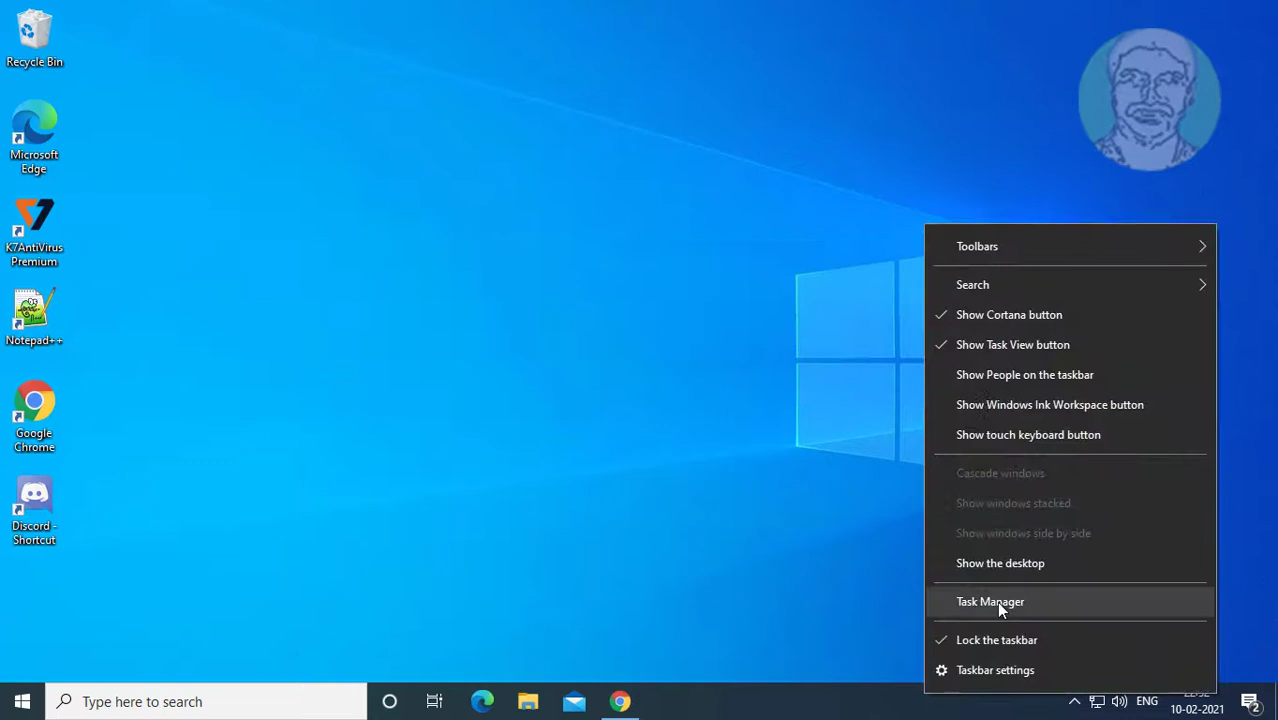 Recycle Bin
Microsoft
Edge
K7AntiVirus
Premium
Notepad++
Google
Chrome
Discord -
Shortcut
Toolbars
Search
Show Cortana button
Show Task View button
Show People on the taskbar
Show Windows Ink Workspace button
Show touch keyboard button
Cascade windows
Show windows stacked
Show windows side by side
Show the desktop
Task Manager
Lock the taskbar
Taskbar settings
Type here to search
ENG
10-02-2021
2